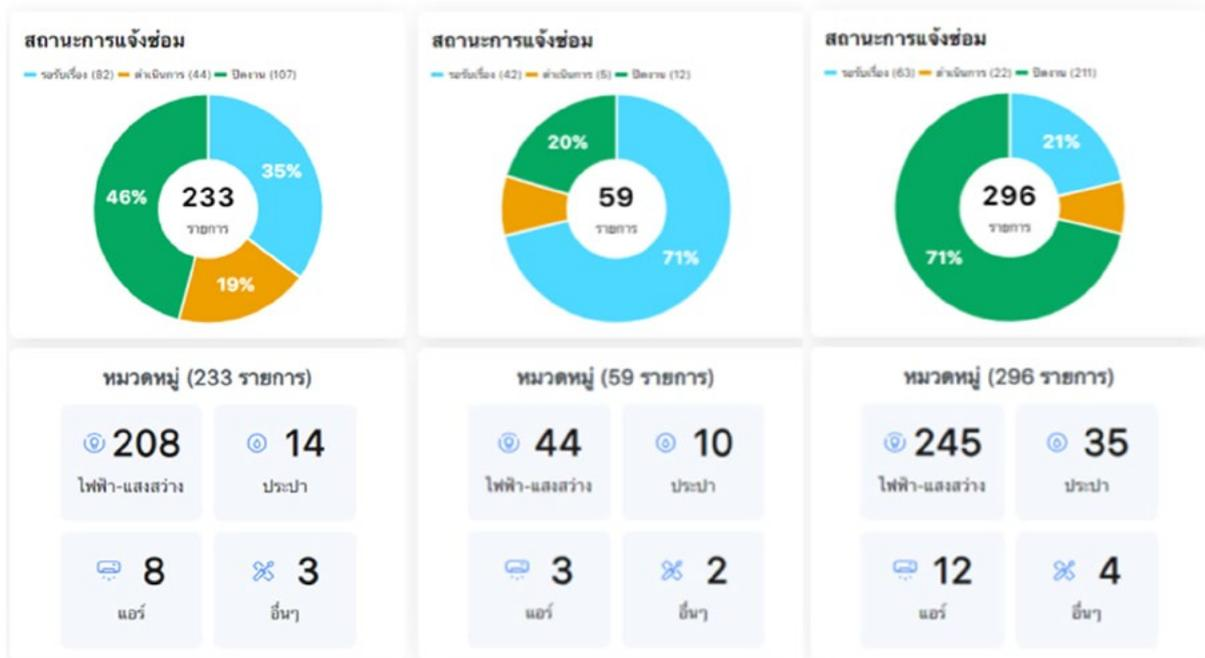 สถานะการแจ้งซ่อม
รอรับเรื่อง (82) ดำเนินการ (44) ปิดงาน (107)
46%
35%
19%
233
รายการ
หมวดหมู่ (233 รายการ)
208
ไฟฟ้า-แสงสว่าง
14
ประปา
8
แอร์
3
อื่นๆ
สถานะการแจ้งซ่อม
รอรับเรื่อง (42) ดำเนินการ (5) ปิดงาน (12)
20%
71%
59
รายการ
หมวดหมู่ (59 รายการ)
44
ไฟฟ้า-แสงสว่าง
10
ประปา
3
แอร์
2
อื่นๆ
สถานะการแจ้งซ่อม
รอรับเรื่อง (63) ดำเนินการ (22) ปิดงาน (211)
21%
71%
296
รายการ
หมวดหมู่ (296 รายการ)
245
ไฟฟ้า-แสงสว่าง
35
ประปา
12
แอร์
4
อื่นๆ